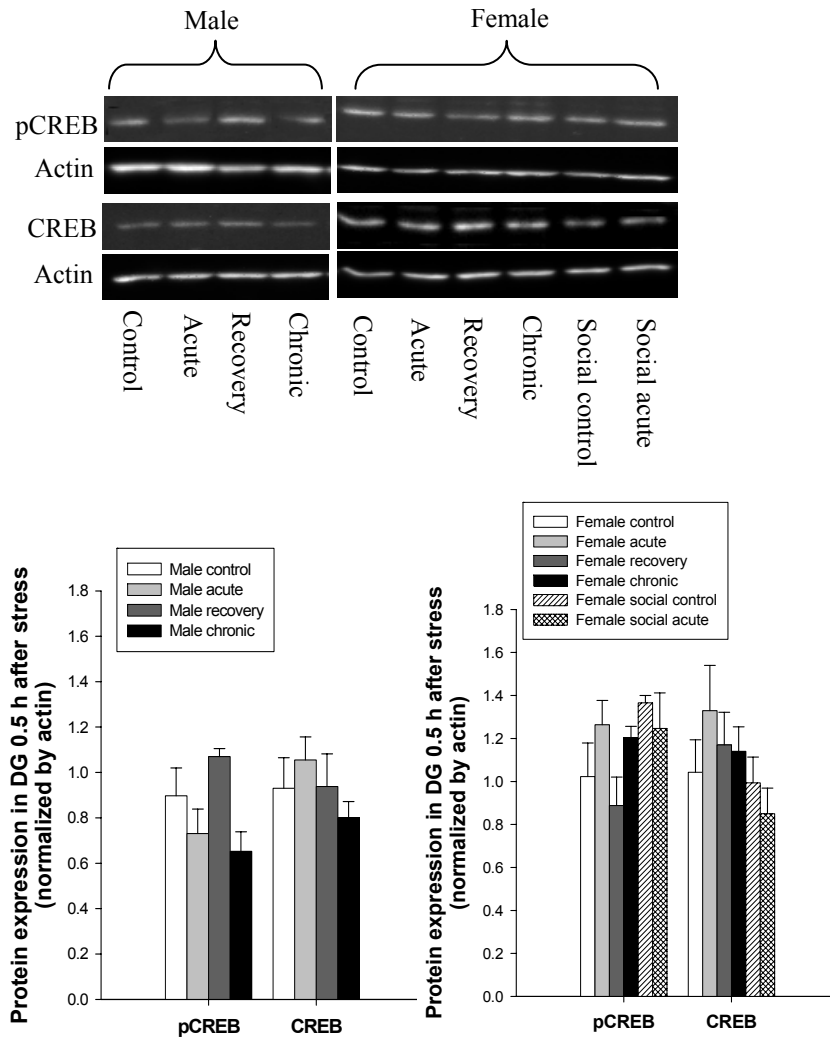 Male
Female
pCREB
Actin
CREB
Actin
Control
Acute
Recovery
Chronic
Control
Acute
Recovery
Chronic
Social control
Social acute
Protein expression in DG 0.5 h after stress
(normalized by actin)
Male control
Male acute
Male recovery
Male chronic
1.8
1.6
1.4
1.2
1.0
0.8
0.6
0.4
0.2
0.0
pCREB CREB
Protein expression in DG 0.5 h after stress
(normalized by actin)
Female control
Female acute
Female recovery
Female chronic
Female social control
Female social acute
1.8
1.6
1.4
1.2
1.0
0.8
0.6
0.4
0.2
0.0
pCREB CREB